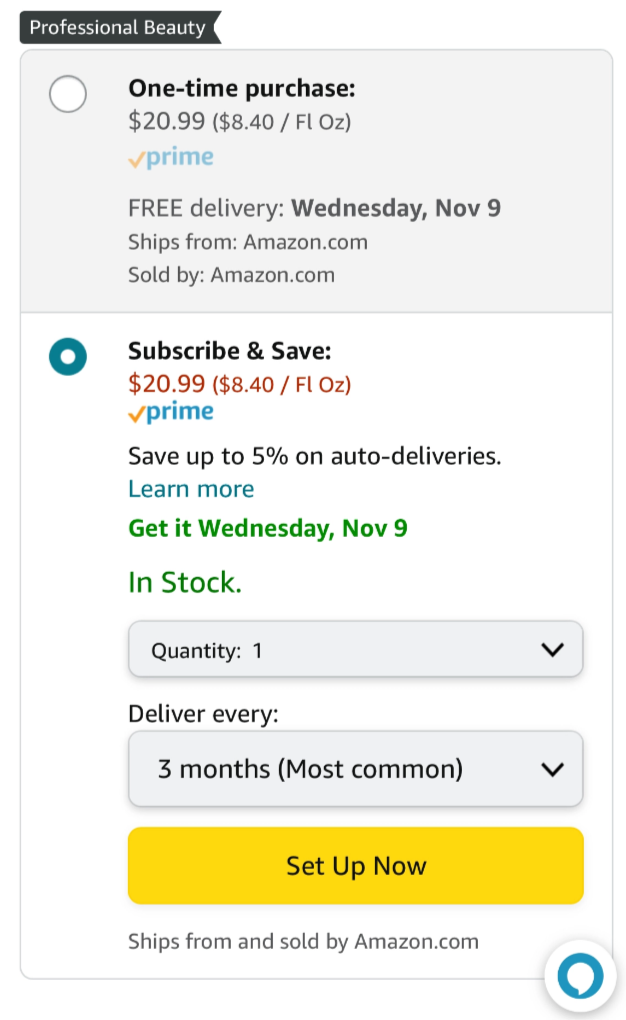 Professional Beauty
One-time purchase:
$20.99 ($8.40 / Fl Oz)
prime
FREE delivery: Wednesday, Nov 9
Ships from: Amazon.com
Sold by: Amazon.com
Subscribe & Save:
$20.99 ($8.40 / Fl Oz)
prime
Save up to 5% on auto-deliveries.
Learn more
Get it Wednesday, Nov 9
In Stock.
Quantity: 1
Deliver every:
3 months (Most common)
Set Up Now
Ships from and sold by Amazon.com